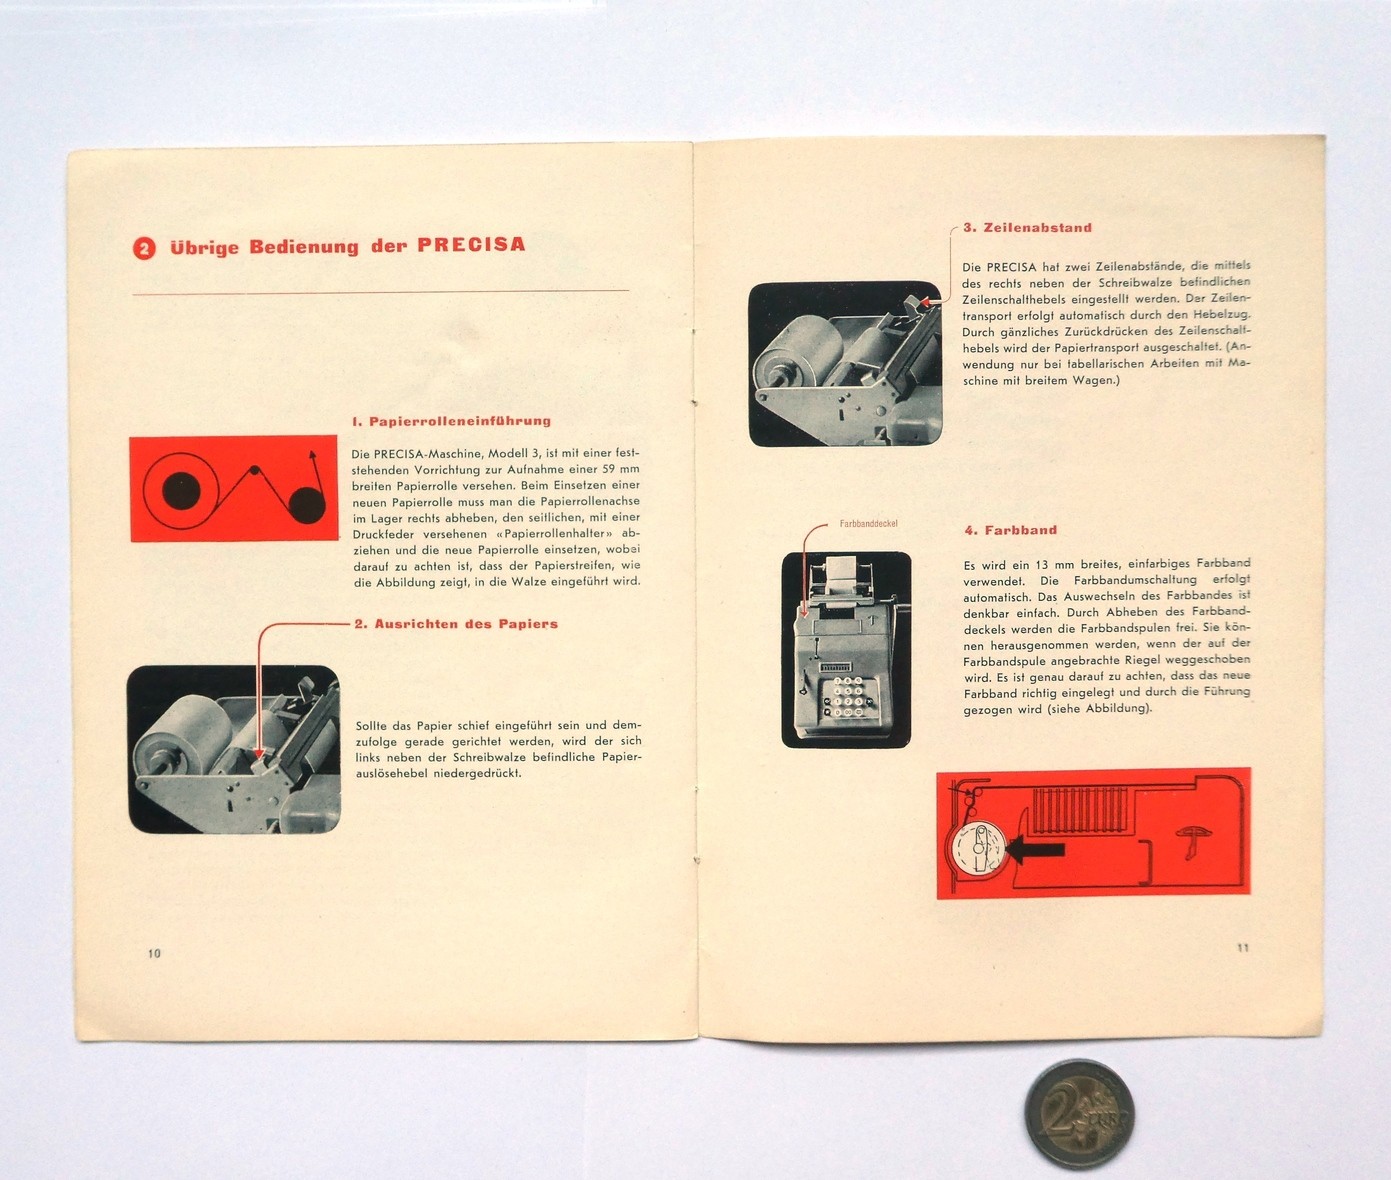 2 Übrige Bedienung der PRECISA
1. Papierrolleneinführung
Die PRECISA-Maschine, Modell 3, ist mit einer fest-
stehenden Vorrichtung zur Aufnahme einer 59 mm
breiten Papierrolle versehen. Beim Einsetzen einer
neuen Papierrolle muss man die Papierrollenachse
im Lager rechts abheben, den seitlichen, mit einer
Druckfeder versehenen «Papierrollenhalter» ab-
ziehen und die neue Papierrolle einsetzen, wobei
darauf zu achten ist, dass der Papierstreifen, wie
die Abbildung zeigt, in die Walze eingeführt wird.
2. Ausrichten des Papiers
Sollte das Papier schief eingeführt sein und dem-
zufolge gerade gerichtet werden, wird der sich
links neben der Schreibwalze befindliche Papier-
auslösehebel niedergedrückt.
10
3. Zeilenabstand
Die PRECISA hat zwei Zeilenabstände, die mittels
des rechts neben der Schreibwalze befindlichen
Zeilenschalthebels eingestellt werden. Der Zeilen-
transport erfolgt automatisch durch den Hebelzug.
Durch gänzliches Zurückdrücken des Zeilenschalt-
hebels wird der Papiertransport ausgeschaltet. (An-
wendung nur bei tabellarischen Arbeiten mit Ma-
schine mit breitem Wagen.)
Farbbanddeckel
4. Farbband
Es wird ein 13 mm breites, einfarbiges Farbband
verwendet. Die Farbbandumschaltung erfolgt
automatisch. Das Auswechseln des Farbbandes ist
denkbar einfach. Durch Abheben des Farbband-
deckels werden die Farbbandspulen frei. Sie kön-
nen herausgenommen werden, wenn der auf der
Farbbandspule angebrachte Riegel weggeschoben
wird. Es ist genau darauf zu achten, dass das neue
Farbband richtig eingelegt und durch die Führung
gezogen wird (siehe Abbildung).
11
2
EURO